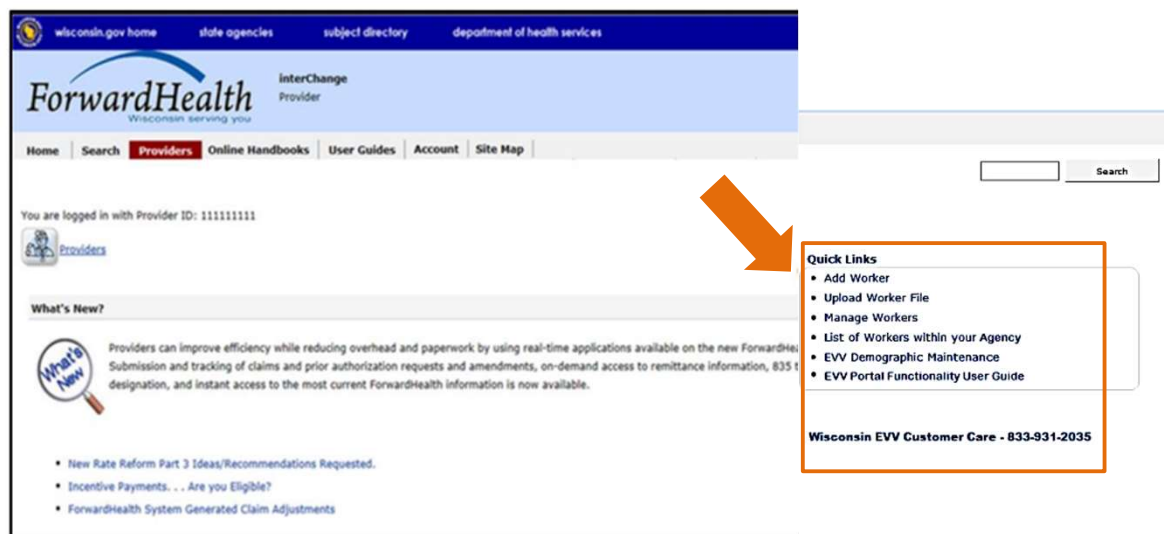 wisconsin.gov home state agencies subject directory department of health services
ForwardHealth
Wisconsin serving you
interChange
Provider
Home Search Providers Online Handbooks User Guides Account Site Map
Search
You are logged in with Provider ID: 111111111
Providers
What's New?
What's
New
Providers can improve efficiency while reducing overhead and paperwork by using real-time applications available on the new ForwardHea
Submission and tracking of claims and prior authorization requests and amendments, on-demand access to remittance information, 835 t
designation, and instant access to the most current ForwardHealth information is now available.
• New Rate Reform Part 3 Ideas/Recommendations Requested.
• Incentive Payments. . . Are you Eligible?
• ForwardHealth System Generated Claim Adjustments
Quick Links
• Add Worker
• Upload Worker File
• Manage Workers
• List of Workers within your Agency
• EVV Demographic Maintenance
• EVV Portal Functionality User Guide
Wisconsin EVV Customer Care - 833-931-2035